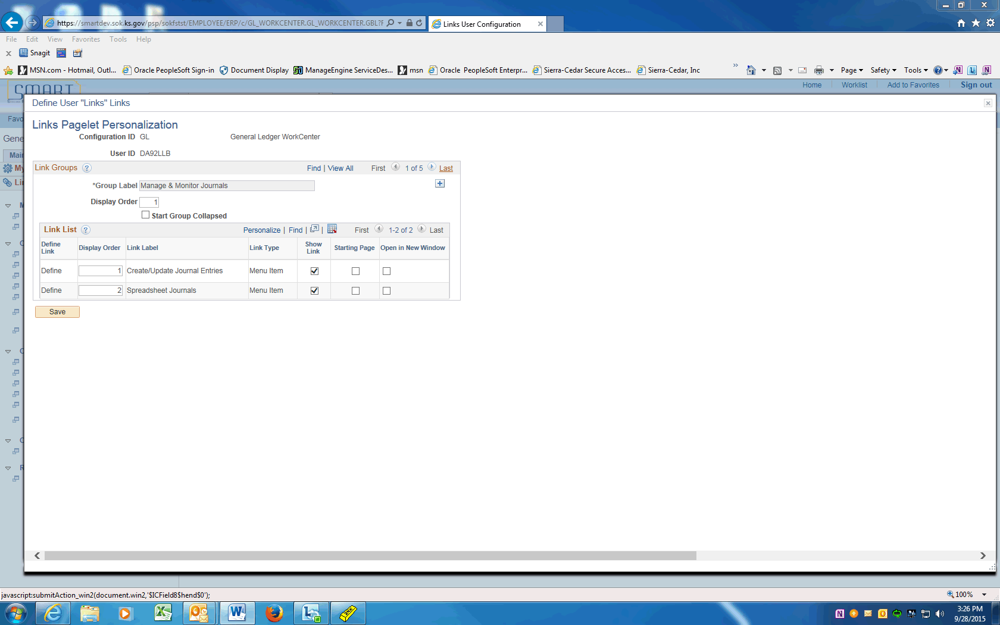 https://smartdev.sok.ks.gov/psp/sokfstst/EMPLOYEE/ERP/c/GL_WORKCENTER.GL_WORKCENTER.GBL?F
Links User Configuration
File Edit View Favorites Tools Help
x Snagit
MSN.com - Hotmail, Outl... Oracle PeopleSoft Sign-in Document Display ManageEngine ServiceDes... msn Oracle PeopleSoft Enterpr... Sierra-Cedar Secure Acces... Sierra-Cedar, Inc » Page Safety Tools
SMART
Home Worklist Add to Favorites Sign out
Define User "Links" Links
Favo
Links Pagelet Personalization
Configuration ID GL General Ledger WorkCenter
Gene
User ID DA92LLB
Mair
Link Groups ? Find | View All First 1 of 5 Last
My
*Group Label Manage & Monitor Journals
Lin
Display Order 1
Start Group Collapsed
Link List ? Personalize | Find | | First 1-2 of 2 Last
Define Link Display Order Link Label Link Type Show Link Starting Page Open in New Window
Define 1 Create/Update Journal Entries Menu Item
Define 2 Spreadsheet Journals Menu Item
Save
javascript:submitAction_win2(document.win2,'$ICField8$hend$0');
100%
3:26 PM
9/28/2015